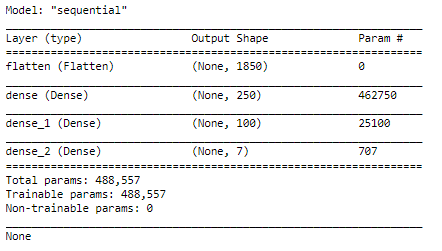 Model: "sequential"
_________________________________________________________________
Layer (type)                 Output Shape              Param #
=================================================================
flatten (Flatten)            (None, 1850)              0
_________________________________________________________________
dense (Dense)                (None, 250)               462750
_________________________________________________________________
dense_1 (Dense)              (None, 100)               25100
_________________________________________________________________
dense_2 (Dense)              (None, 7)                 707
=================================================================
Total params: 488,557
Trainable params: 488,557
Non-trainable params: 0
_________________________________________________________________
None